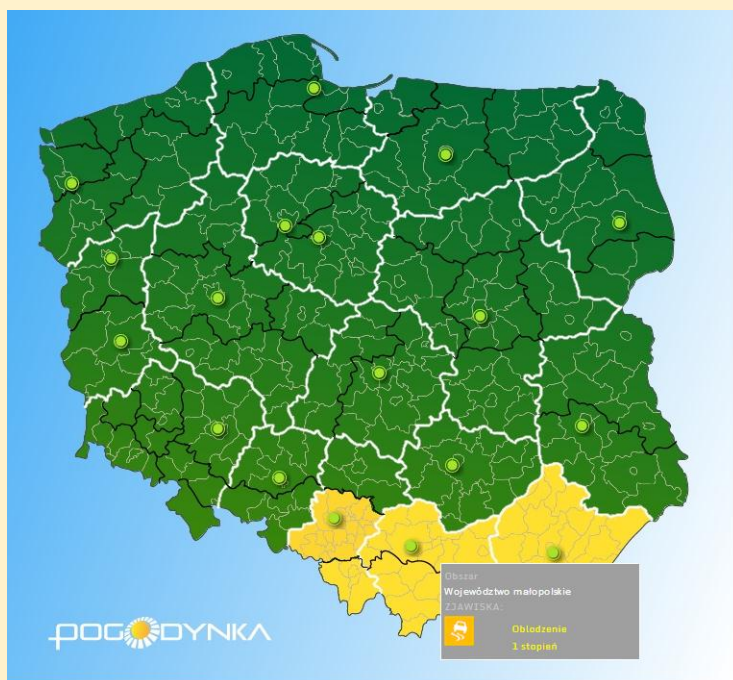 Obszar
Województwo małopolskie
ZJAWISKA:
Oblodzenie
1 stopień
POGODYNKA